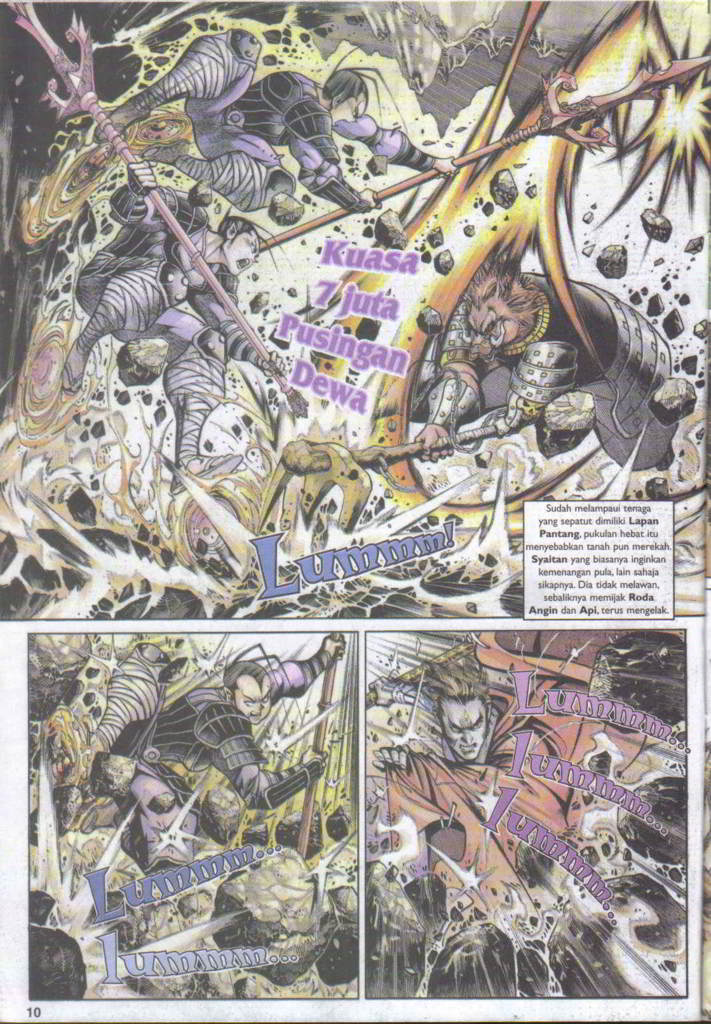 Kuasa
7 juta
Pusingan
Dewa
Lummm!
Sudah melampaui tenaga
yang sepatut dimiliki Lapan
Pantang, pukulan hebat itu
menyebabkan tanah pun merekah.
Syaitan yang biasanya inginkan
kemenangan pula, lain sahaja
sikapnya. Dia tidak melawan,
sebaliknya memijak Roda
Angin dan Api, terus mengelak.
Lummm...
lummm...
Lummm...
lummm...
lummm...
10